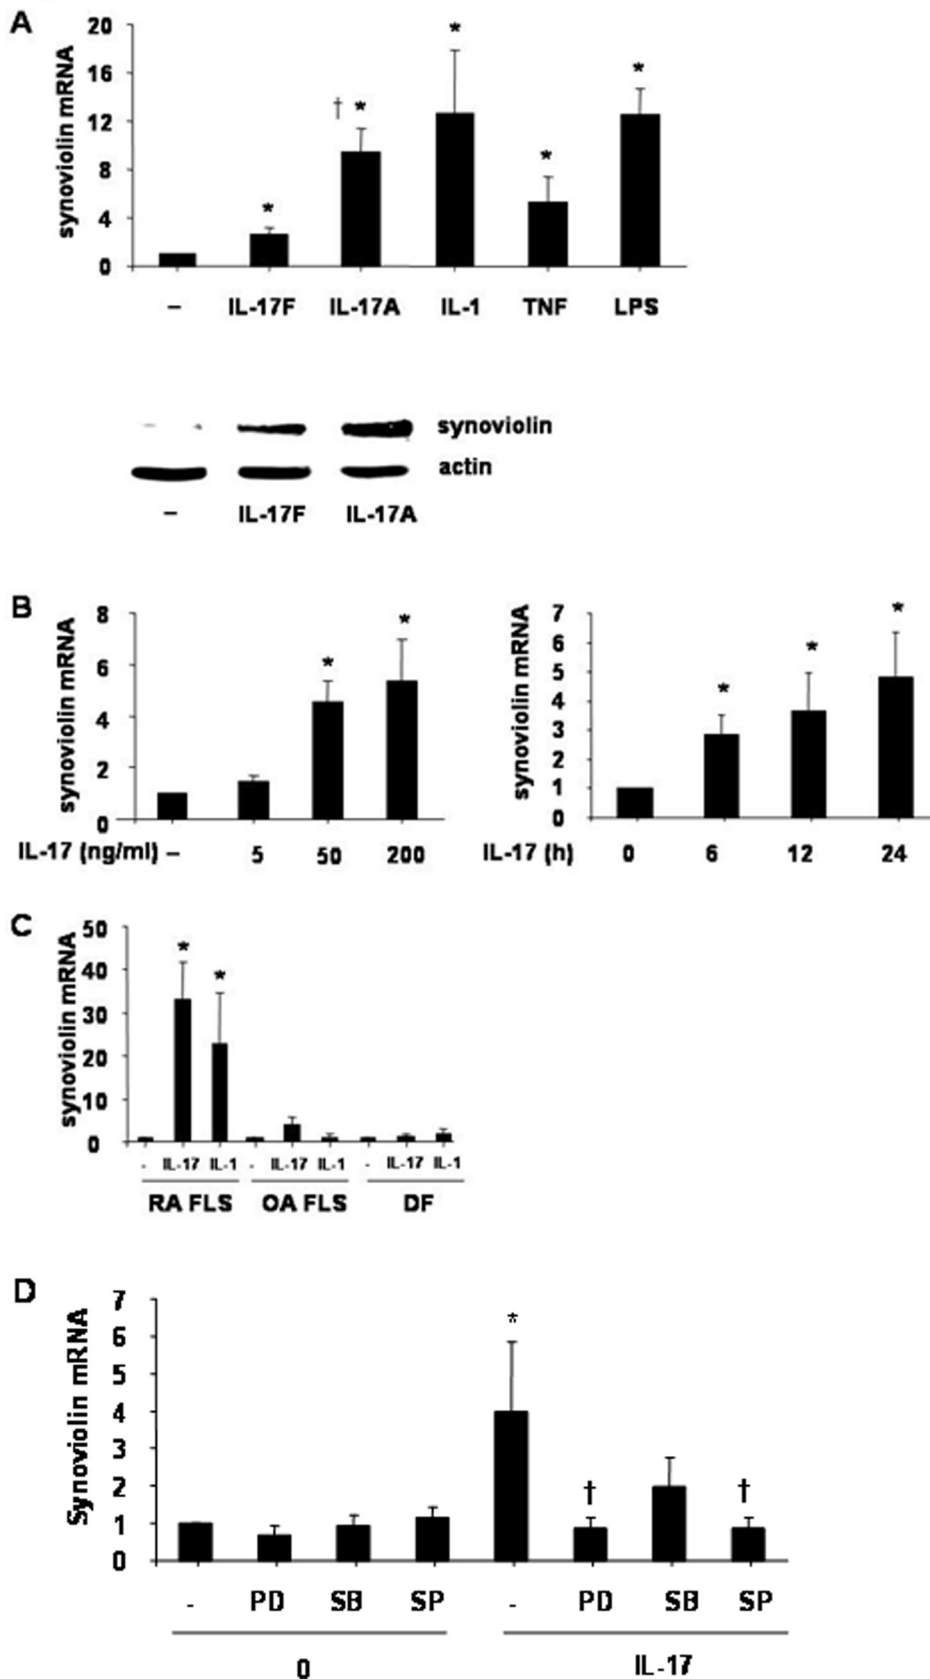 A
synoviolin mRNA
20
16
12
8
4
0
* † * * * *
– IL-17F IL-17A IL-1 TNF LPS
synoviolin
actin
– IL-17F IL-17A
B
synoviolin mRNA
8
6
4
2
0
* *
IL-17 (ng/ml) – 5 50 200
synoviolin mRNA
7
6
5
4
3
2
1
0
* * *
IL-17 (h) 0 6 12 24
C
synoviolin mRNA
50
40
30
20
10
0
* *
- IL-17 IL-1 - IL-17 IL-1 - IL-17 IL-1
RA FLS OA FLS DF
D
Synoviolin mRNA
7
6
5
4
3
2
1
0
* † †
- PD SB SP - PD SB SP
0 IL-17